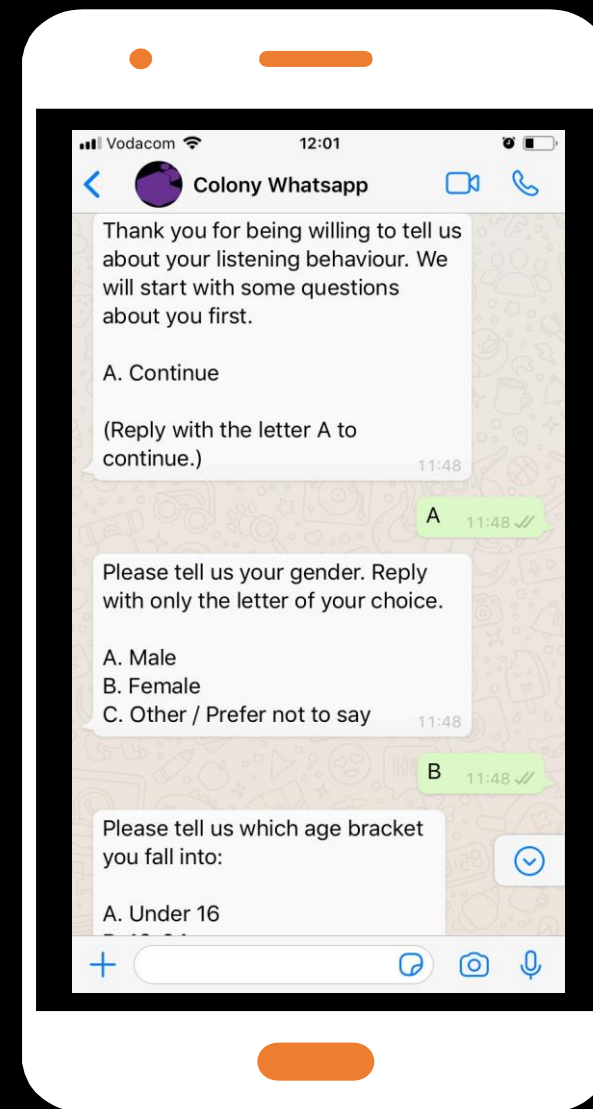 Vodacom 12:01
Colony Whatsapp
Thank you for being willing to tell us
about your listening behaviour. We
will start with some questions
about you first.
A. Continue
(Reply with the letter A to
continue.)
11:48
A 11:48
Please tell us your gender. Reply
with only the letter of your choice.
A. Male
B. Female
C. Other / Prefer not to say
11:48
B 11:48
Please tell us which age bracket
you fall into:
A. Under 16